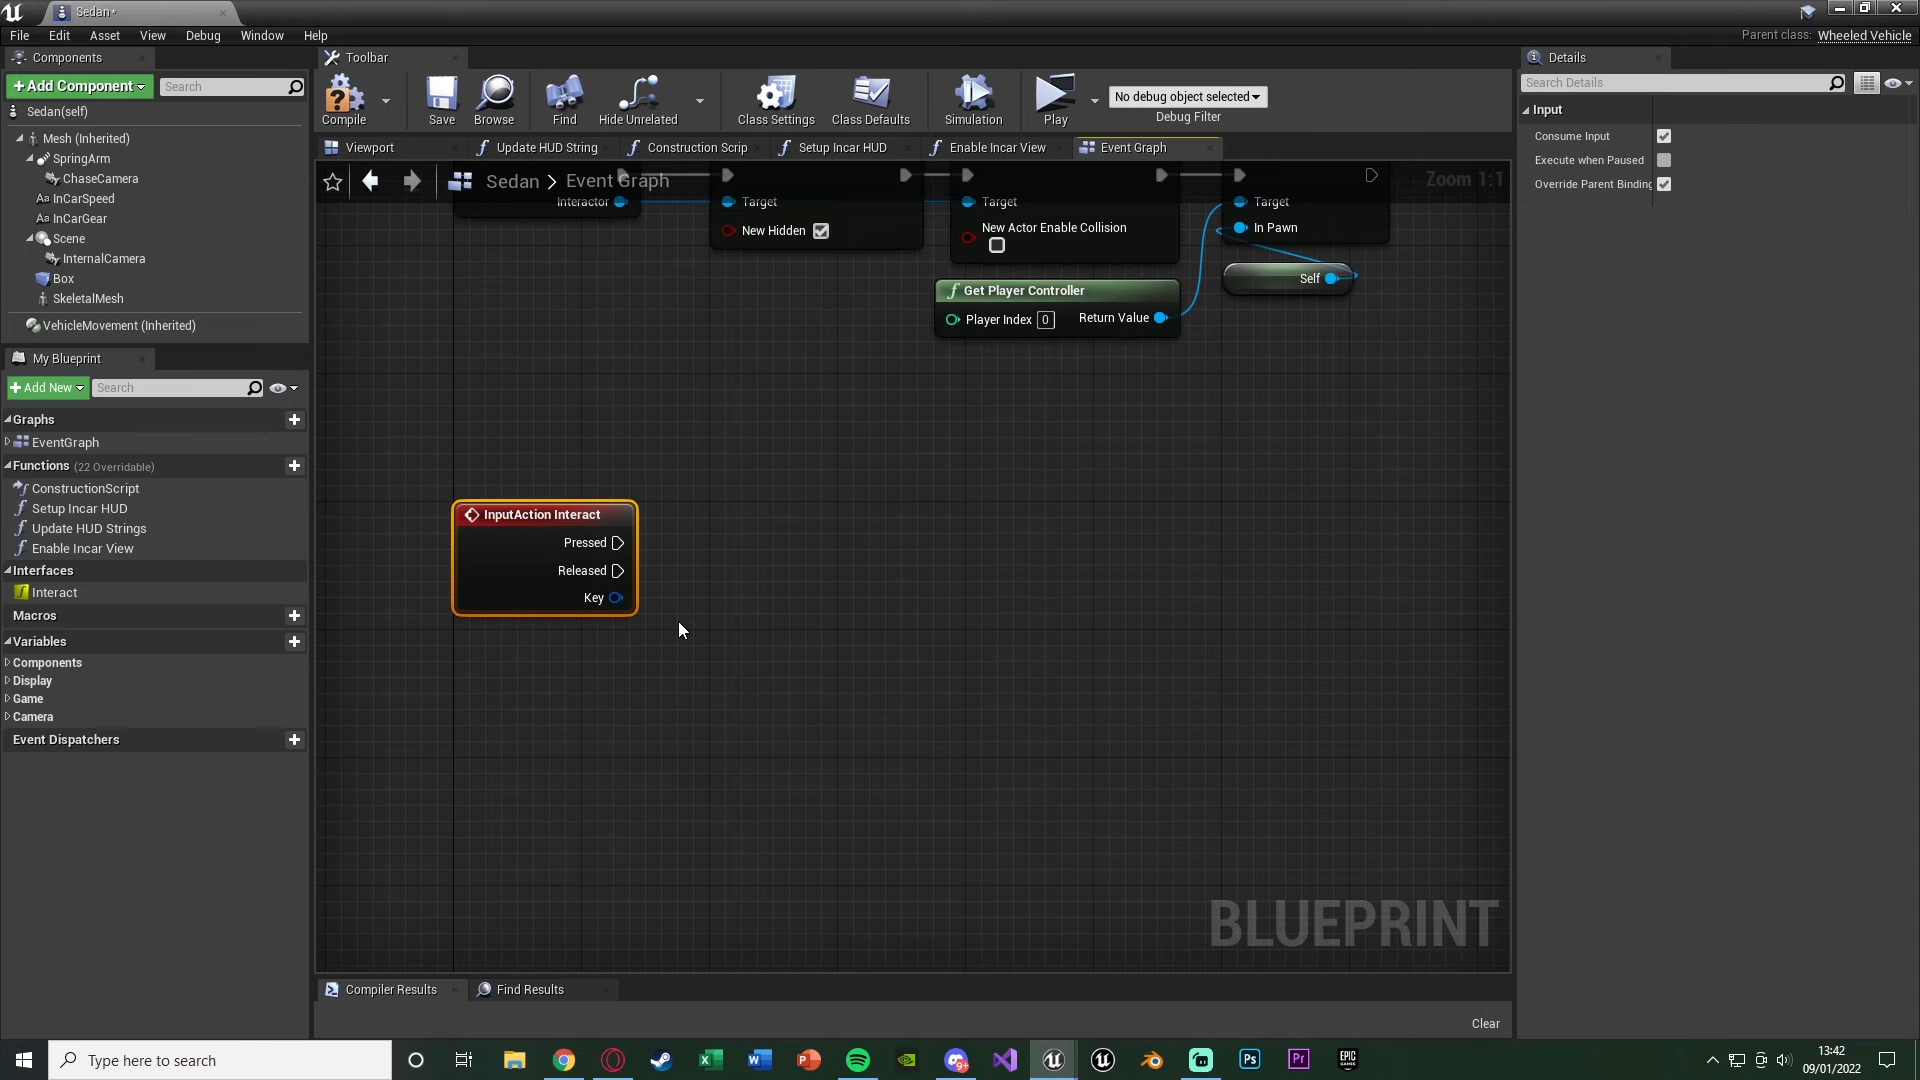 Sedan*
File Edit Asset View Debug Window Help
Parent class: Wheeled Vehicle
Components
Toolbar
Details
+Add Component
Search
Search Details
Sedan(self)
Compile
Save
Browse
Find
Hide Unrelated
Class Settings
Class Defaults
Simulation
Play
No debug object selected
Debug Filter
Input
Consume Input
Execute when Paused
Override Parent Binding
Mesh (Inherited)
SpringArm
ChaseCamera
InCarSpeed
InCarGear
Scene
InternalCamera
Box
SkeletalMesh
VehicleMovement (Inherited)
Viewport
Update HUD String
Construction Scrip
Setup Incar HUD
Enable Incar View
Event Graph
Sedan > Event Graph
Zoom 1:1
Interactor
Target
New Hidden
Target
New Actor Enable Collision
Target
In Pawn
Self
Get Player Controller
Player Index 0
Return Value
My Blueprint
+Add New
Search
Graphs
EventGraph
Functions (22 Overridable)
ConstructionScript
Setup Incar HUD
Update HUD Strings
Enable Incar View
Interfaces
Interact
Macros
Variables
Components
Display
Game
Camera
Event Dispatchers
InputAction Interact
Pressed
Released
Key
BLUEPRINT
Compiler Results
Find Results
Clear
Type here to search
13:42
09/01/2022